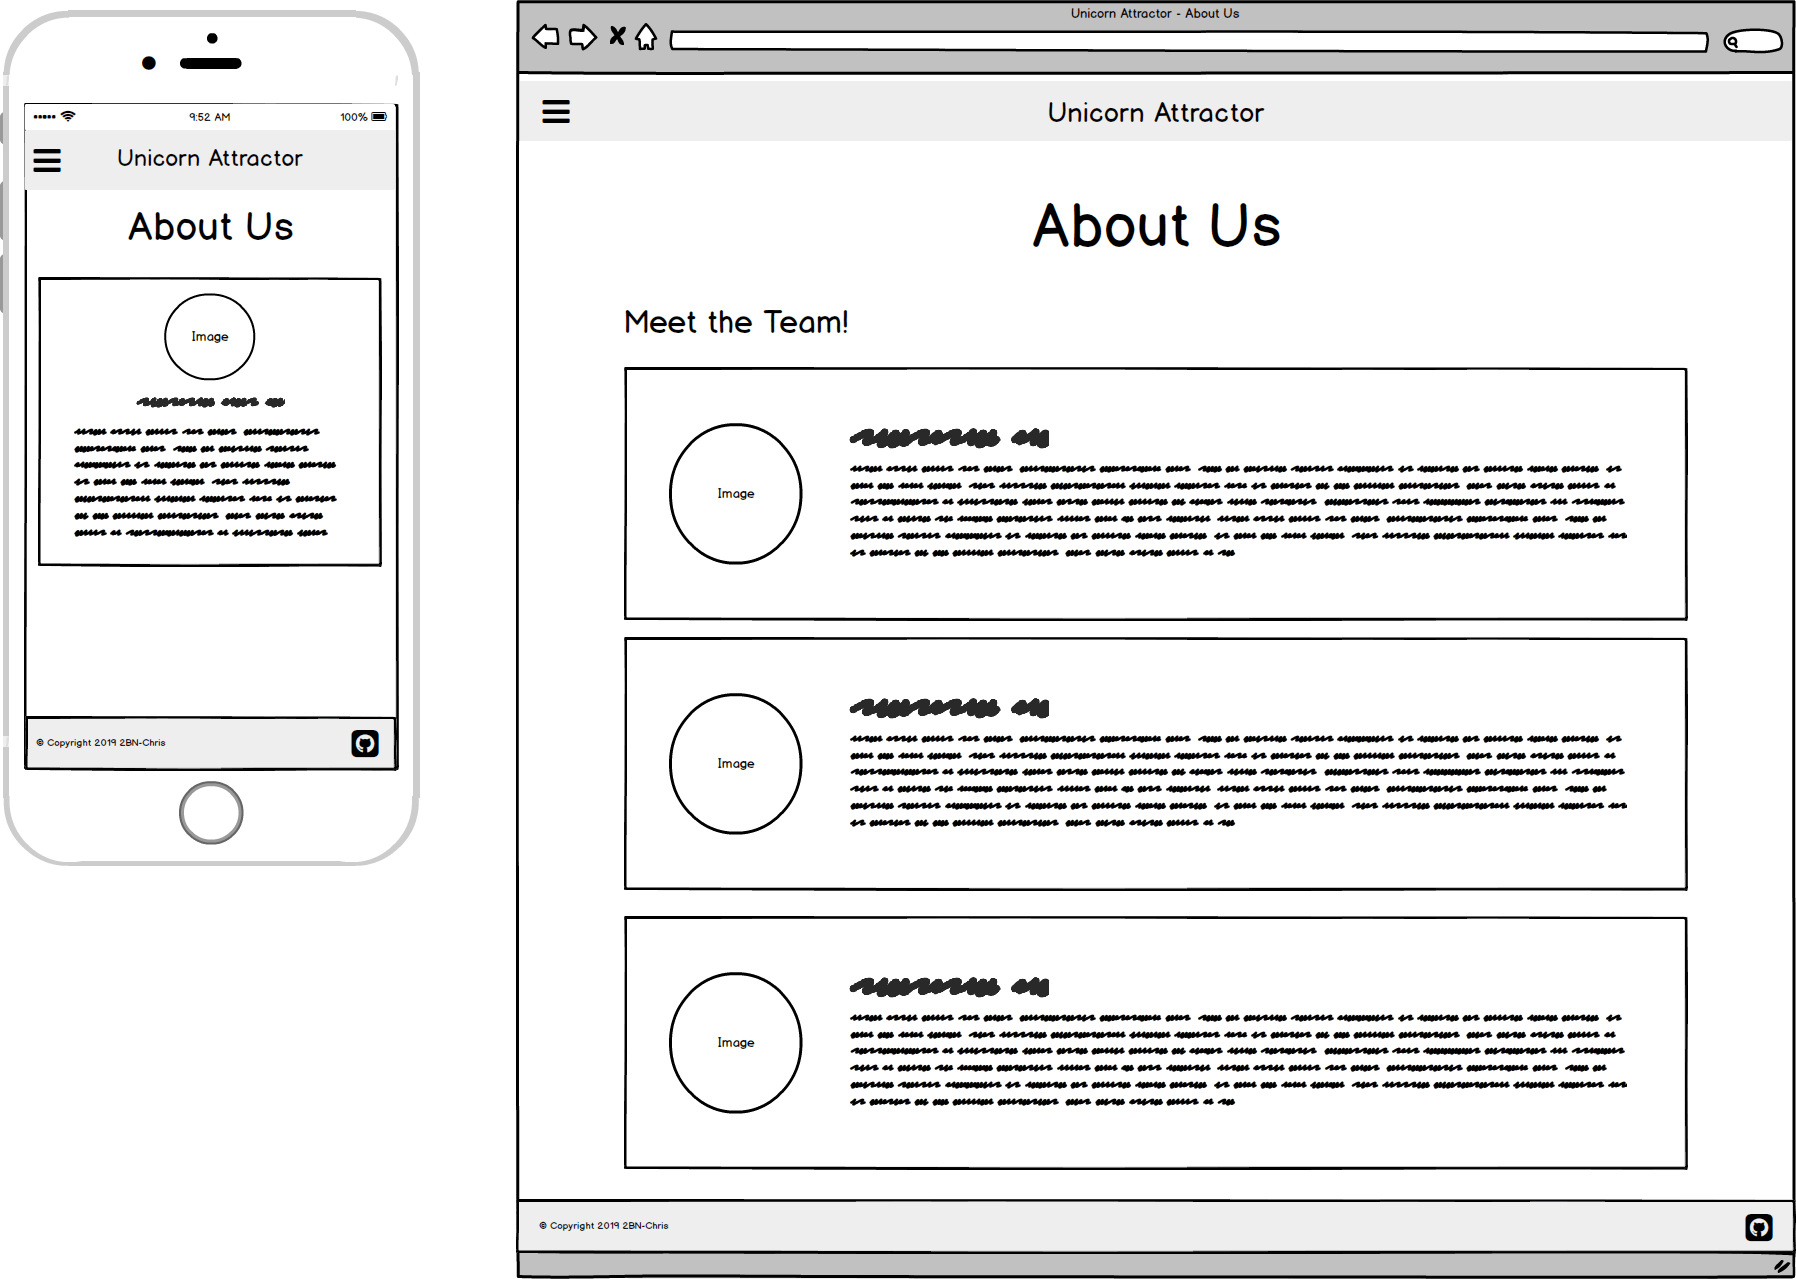 9:52 AM
100%
Unicorn Attractor
About Us
Image
© Copyright 2019 2BN-Chris
Unicorn Attractor - About Us
Unicorn Attractor
About Us
Meet the Team!
Image
Image
Image
© Copyright 2019 2BN-Chris